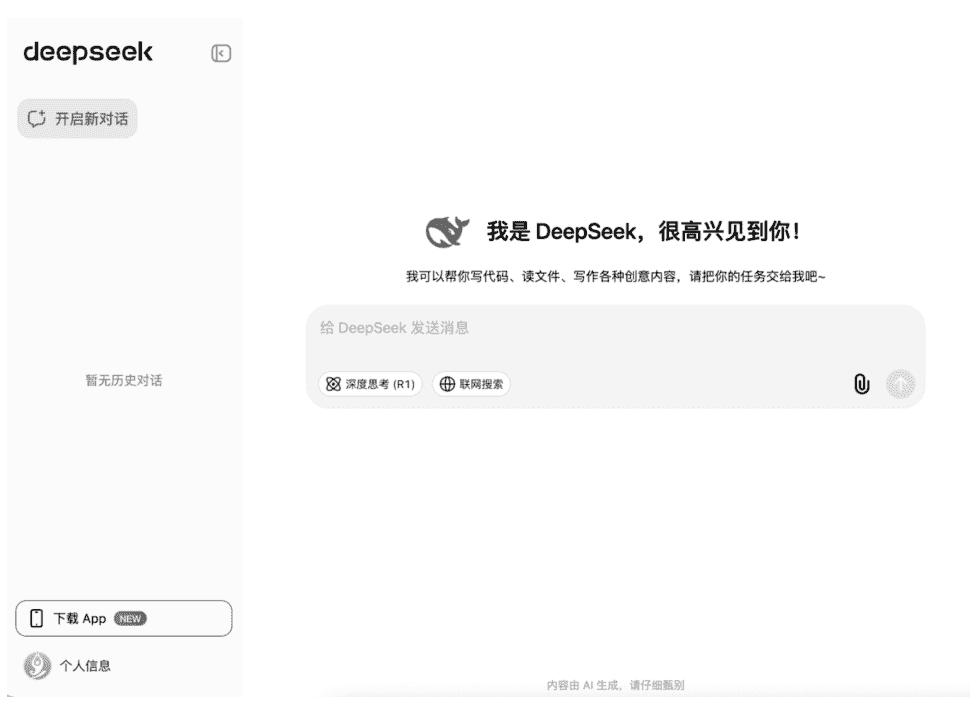 deepseek
开启新对话
暂无历史对话
下载 App NEW
个人信息
我是 DeepSeek，很高兴见到你！
我可以帮你写代码、读文件、写作各种创意内容，请把你的任务交给我吧~
给 DeepSeek 发送消息
深度思考 (R1) 联网搜索
内容由 AI 生成，请仔细甄别